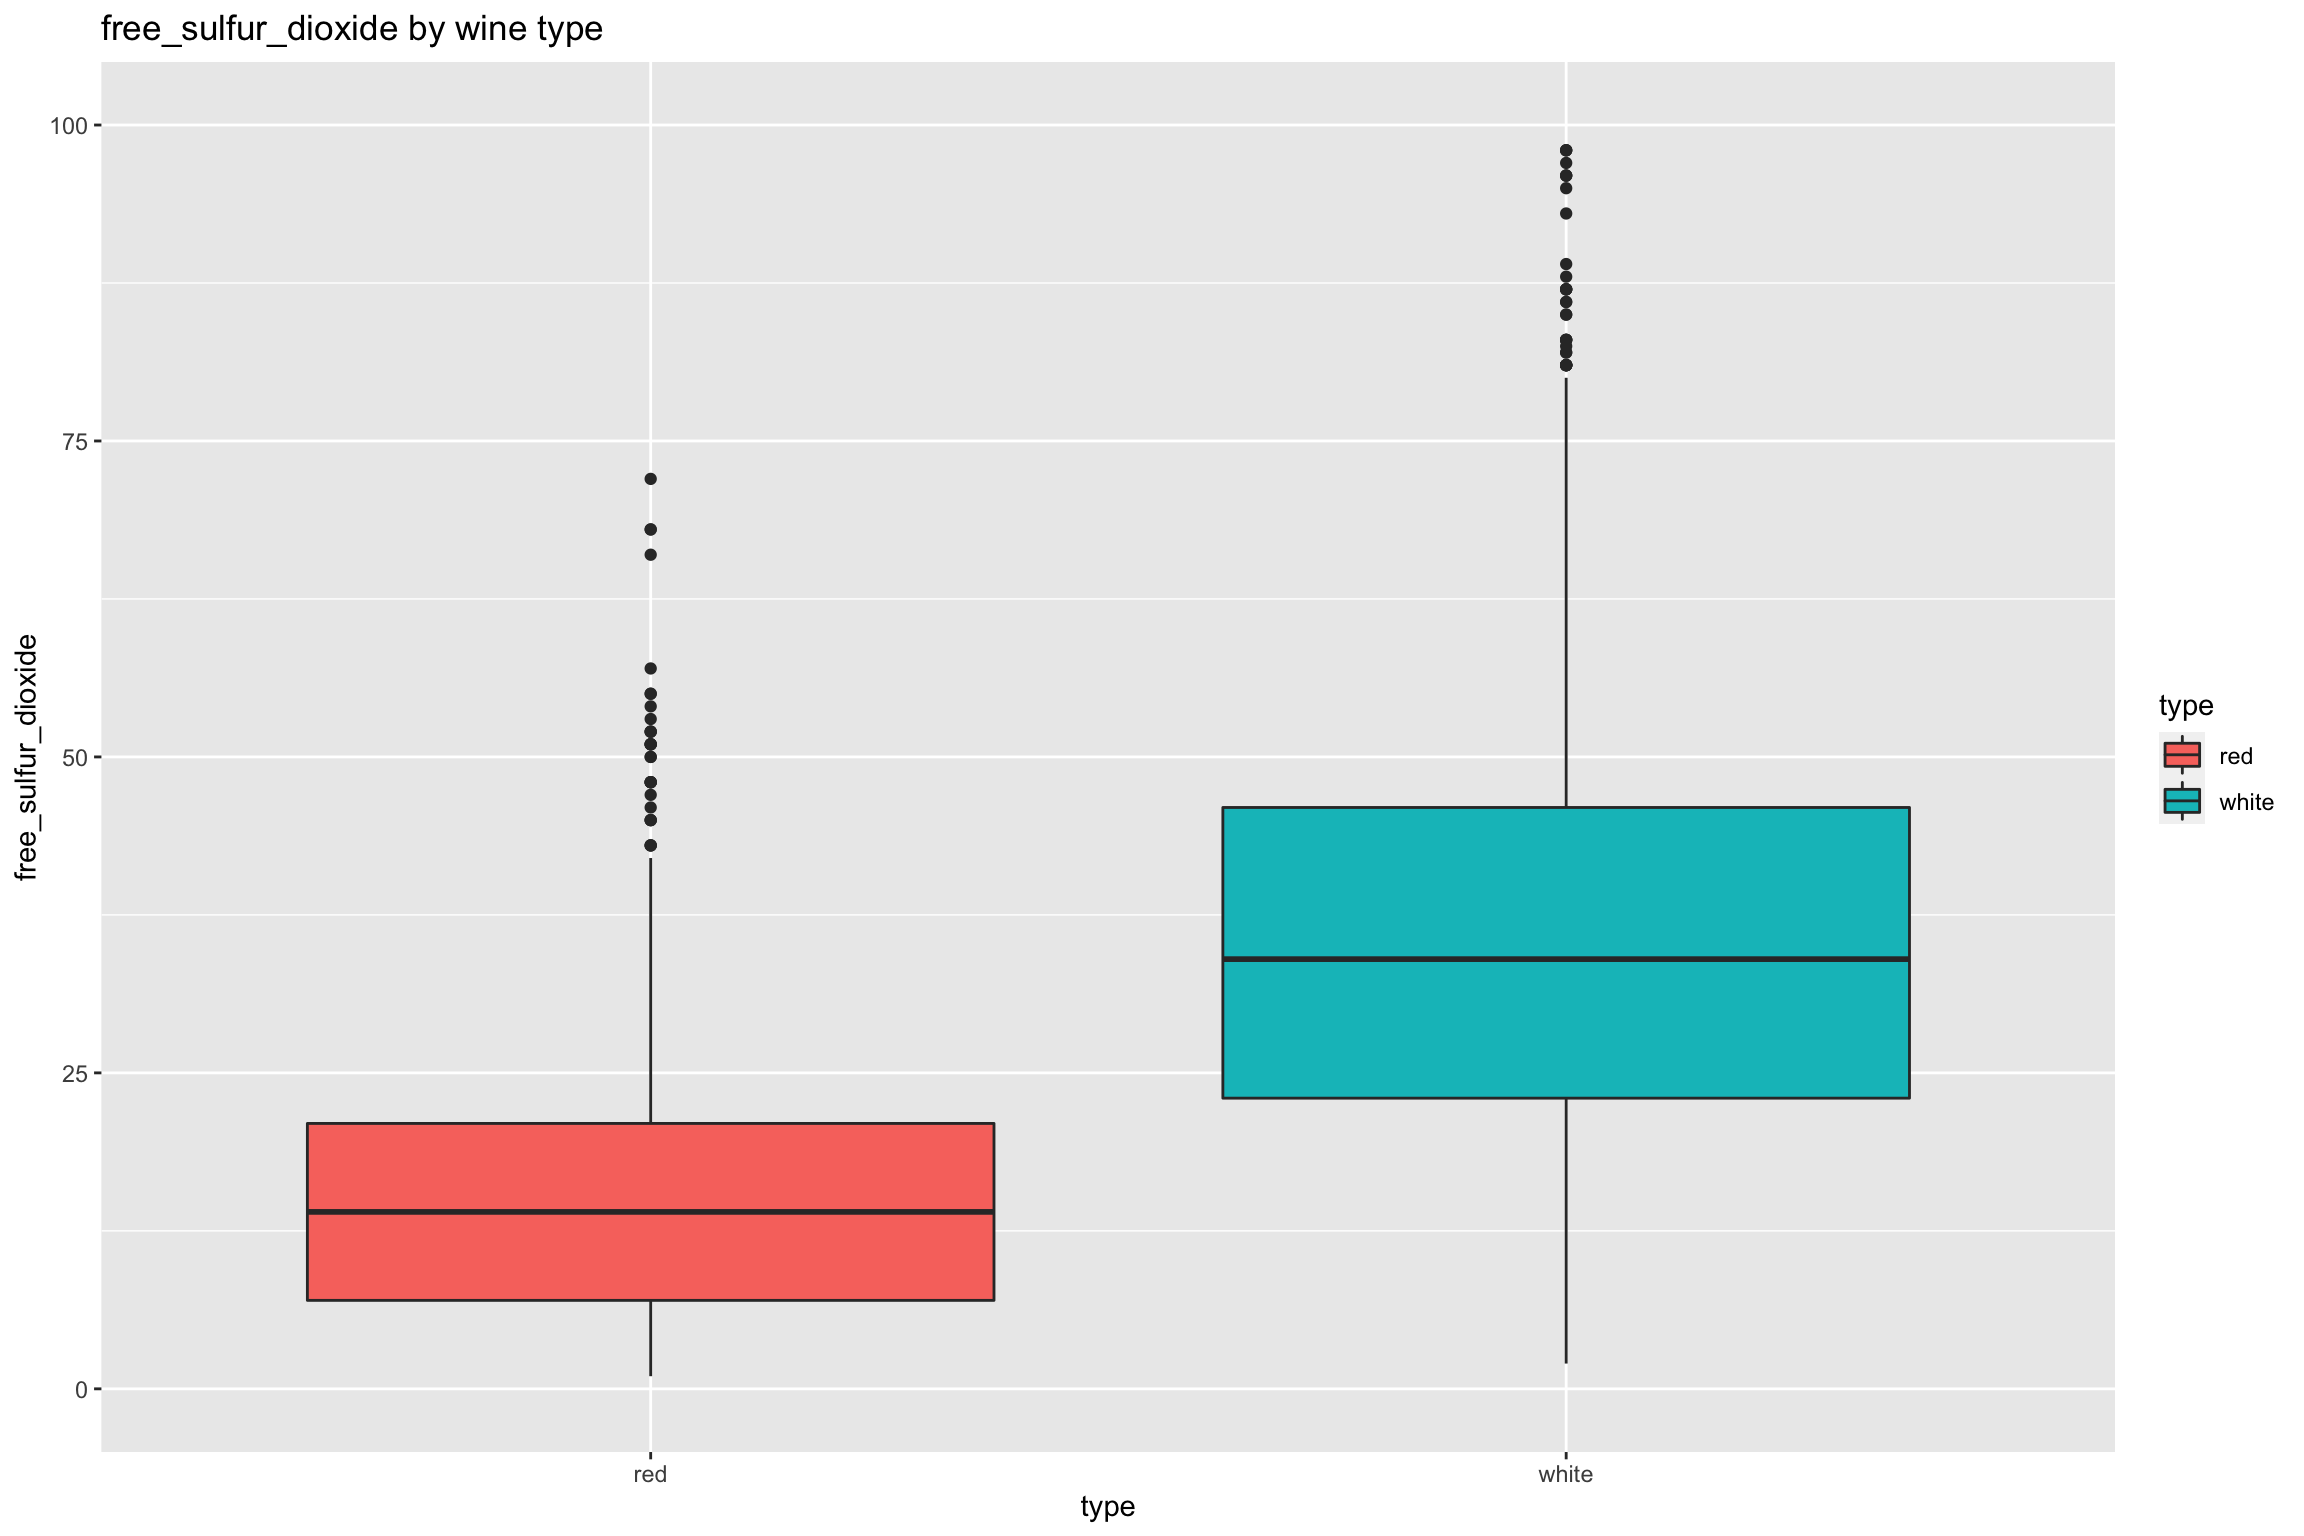 free_sulfur_dioxide by wine type
free_sulfur_dioxide
100
75
50
25
0
red
white
type
type
red
white